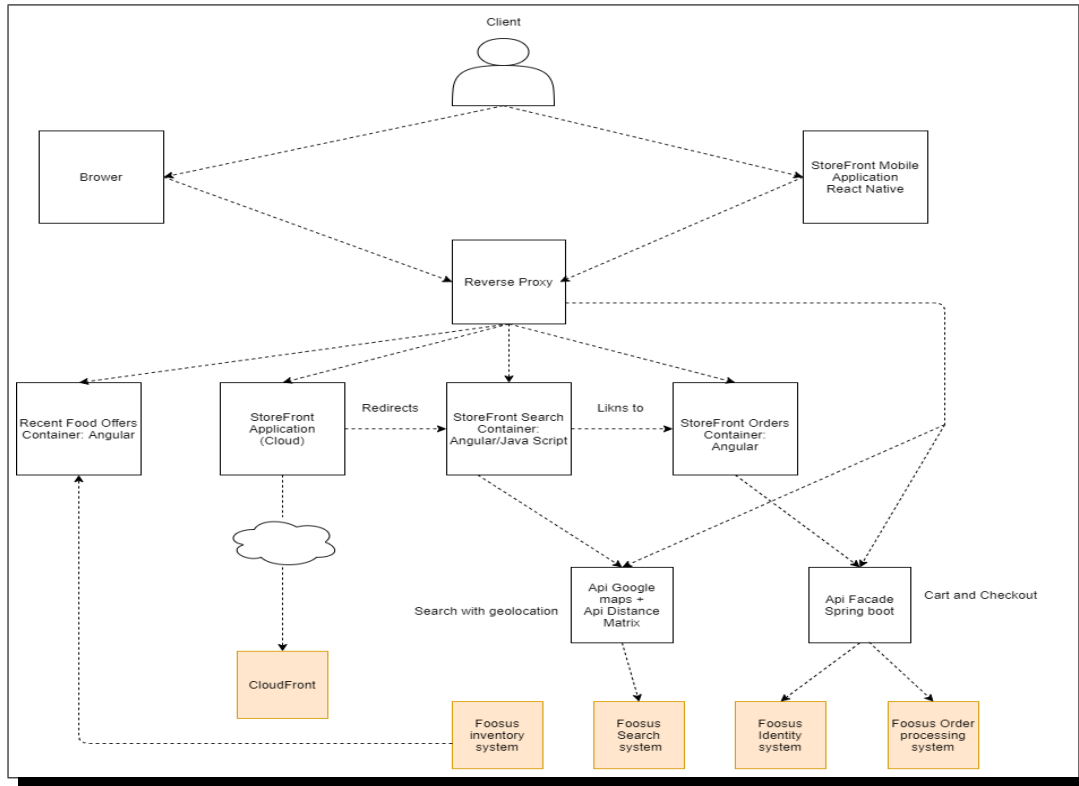 Client
Brower
StoreFront Mobile
Application
React Native
Reverse Proxy
Recent Food Offers
Container: Angular
StoreFront
Application
(Cloud)
Redirects
StoreFront Search
Container:
Angular/Java Script
Likns to
StoreFront Orders
Container:
Angular
Search with geolocation
Api Google
maps +
Api Distance
Matrix
Api Facade
Spring boot
Cart and Checkout
CloudFront
Foosus
inventory
system
Foosus
Search
system
Foosus
Identity
system
Foosus Order
processing
system